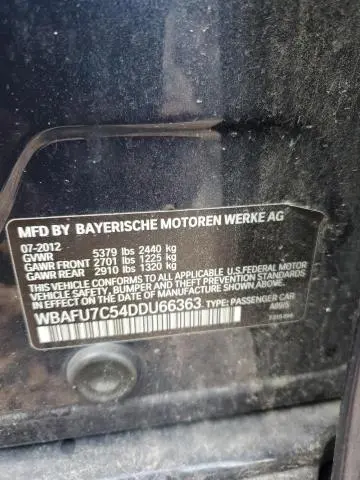 MFD BY BAYERISCHE MOTOREN WERKE AG
07-2012
GVWR 5379 lbs 2440 kg
GAWR FRONT 2701 lbs 1225 kg
GAWR REAR 2910 lbs 1320 kg
THIS VEHICLE CONFORMS TO ALL APPLICABLE U.S.FEDERAL MOTOR
VEHICLE SAFETY, BUMPER, AND THEFT PREVENTION STANDARDS
IN EFFECT ON THE DATE OF MANUFACTURE SHOWN ABOVE.
WBAFU7C54DDU66363 TYPE: PASSENGER CAR
A89/5